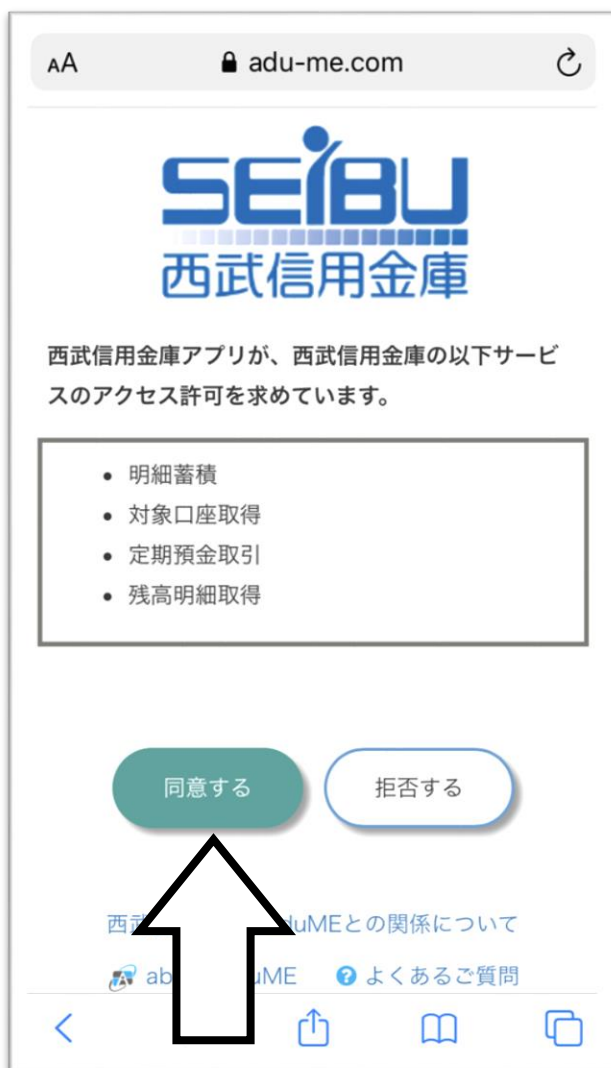 AA adu-me.com
SEIBU
西武信用金庫
西武信用金庫アプリが、西武信用金庫の以下サービ
スのアクセス許可を求めています。
• 明細蓄積
• 対象口座取得
• 定期預金取引
• 残高明細取得
同意する 拒否する
duMEとの関係について
よくあるご質問